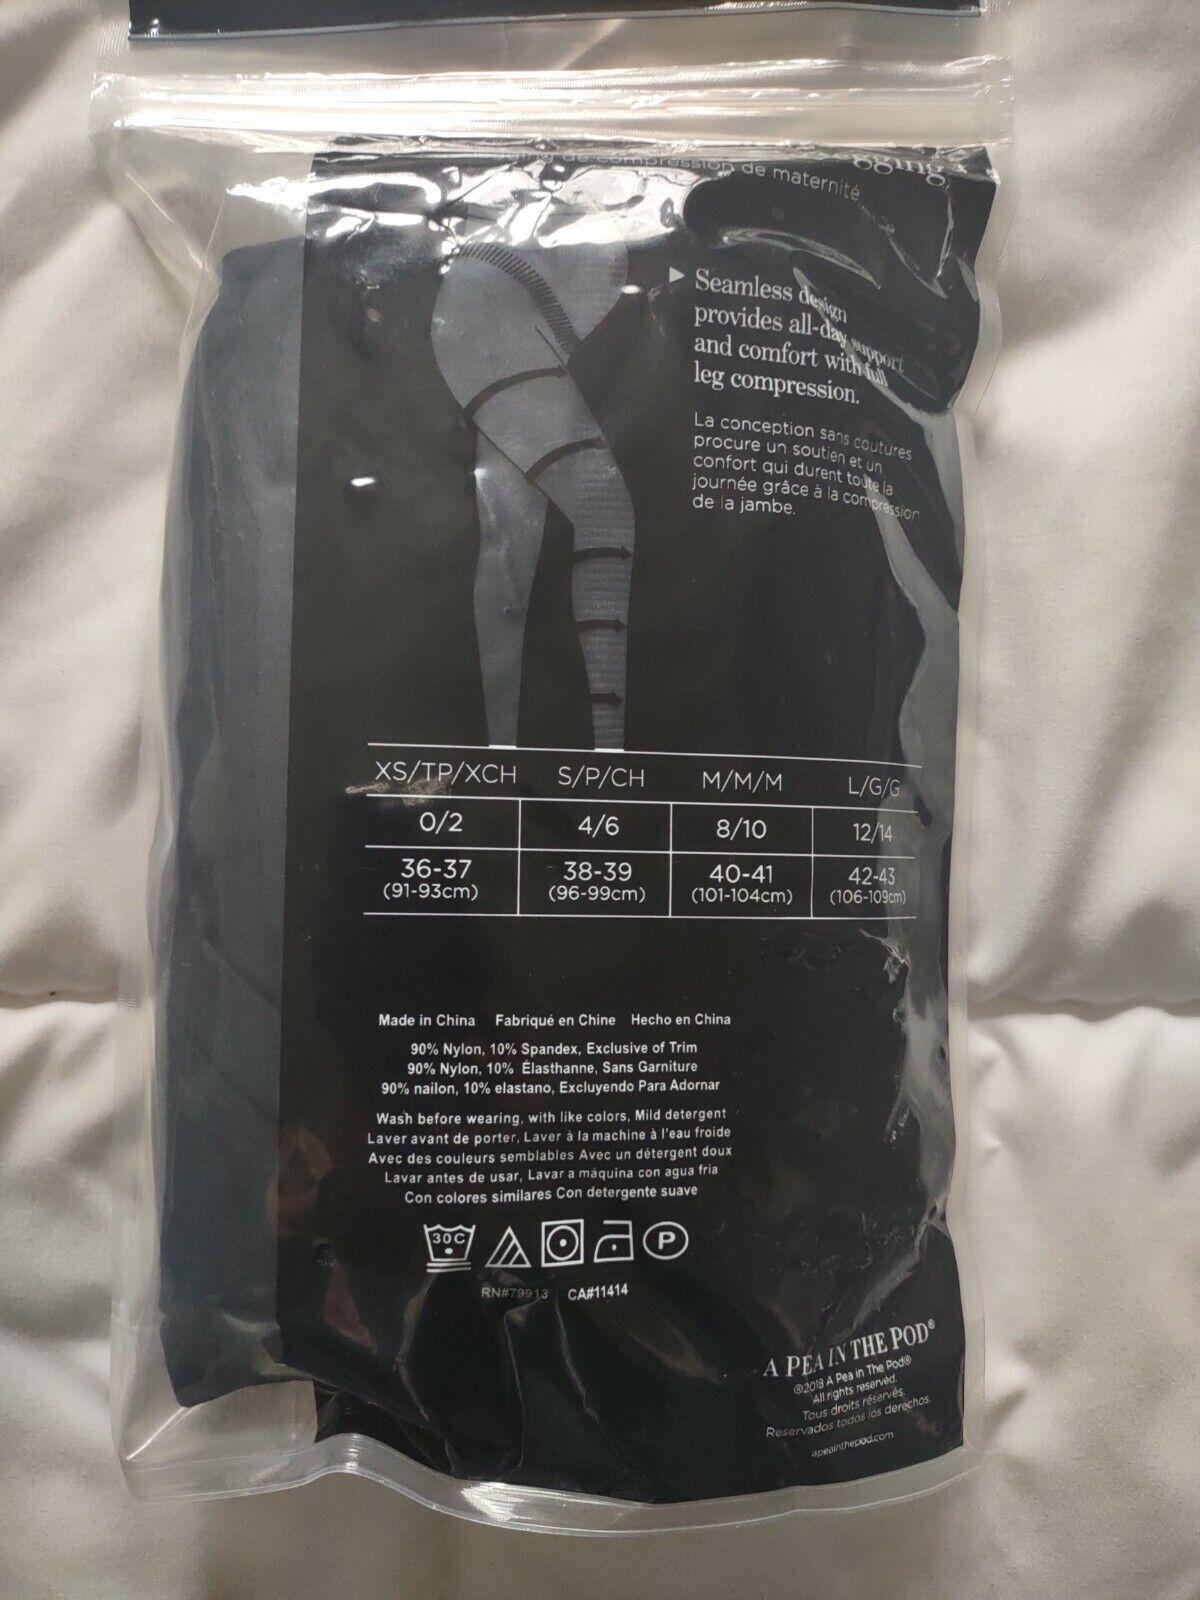 gging
de compression de maternité
Seamless design
provides all-day support
and comfort with full
leg compression.
La conception sans coutures
procure un soutien et un
confort qui durent toute la
journée grâce à la compression
de la jambe.
XS/TP/XCH S/P/CH M/M/M L/G/G
0/2 4/6 8/10 12/14
36-37 38-39 40-41 42-43
(91-93cm) (96-99cm) (101-104cm) (106-109cm)
Made in China Fabriqué en Chine Hecho en China
90% Nylon, 10% Spandex, Exclusive of Trim
90% Nylon, 10% Élasthanne, Sans Garniture
90% nailon, 10% elastano, Excluyendo Para Adornar
Wash before wearing, with like colors, Mild detergent
Laver avant de porter, Laver à la machine à l'eau froide
Avec des couleurs semblables Avec un détergent doux
Lavar antes de usar, Lavar a máquina con agua fria
Con colores similares Con detergente suave
30C P
RN#79913 CA#11414
A PEA IN THE POD®
©2018 A Pea in The Pod®
All rights reserved.
Tous droits réservés.
Reservados todos los derechos.
apeainthepod.com